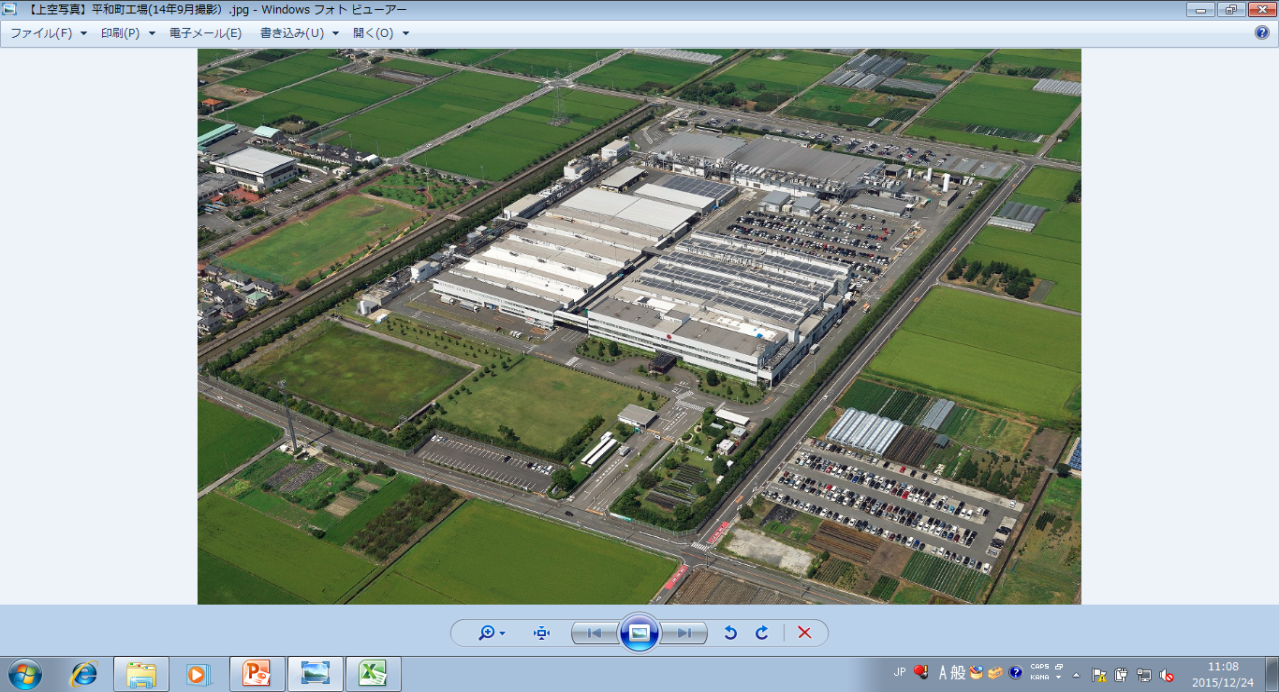 【上空写真】平和町工場(14年9月撮影）.jpg - Windows フォト ビューアー
ファイル(F) 印刷(P) 電子メール(E) 書き込み(U) 開く(O)
JP A 般 CAPS KANA
11:08
2015/12/24